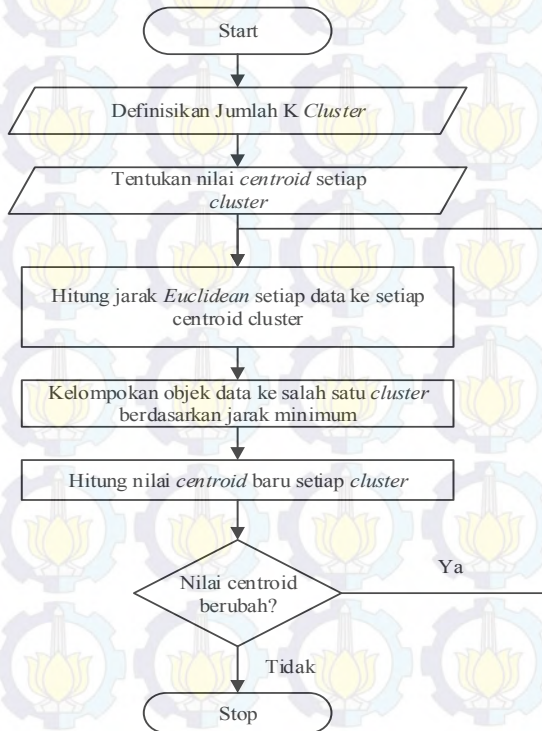 Start
Definisikan Jumlah K Cluster
Tentukan nilai centroid setiap
cluster
Hitung jarak Euclidean setiap data ke setiap
centroid cluster
Kelompokan objek data ke salah satu cluster
berdasarkan jarak minimum
Hitung nilai centroid baru setiap cluster
Nilai centroid
berubah?
Ya
Tidak
Stop